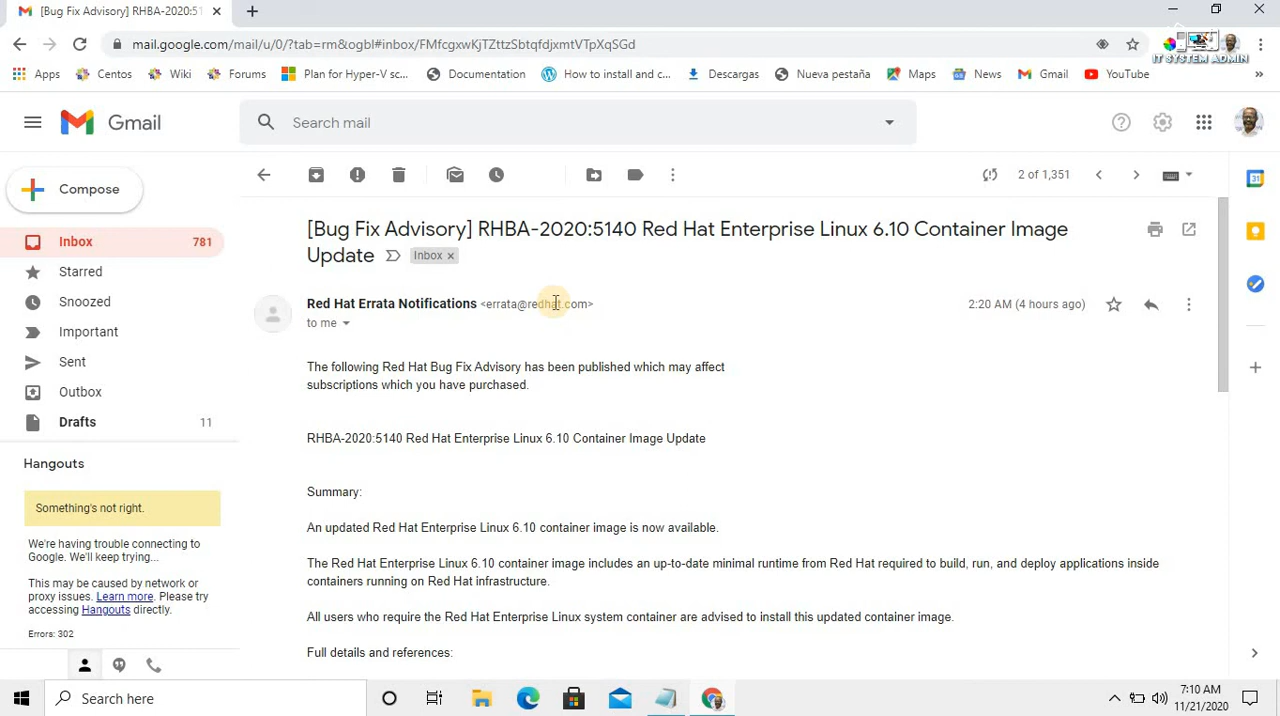 [Bug Fix Advisory] RHBA-2020:51
mail.google.com/mail/u/0/?tab=rm&ogbl#inbox/FMfcgxwKjTZttzSbfqfdjxmtVTpXqSGd
IT SYSTEM ADMIN
Apps
Centos
Wiki
Forums
Plan for Hyper-V sc...
Documentation
How to install and c...
Descargas
Nueva pestaña
Maps
News
Gmail
YouTube
»
Gmail
Search mail
Compose
2 of 1,351
Inbox 781
Starred
Snoozed
Important
Sent
Outbox
Drafts 11
Hangouts
Something's not right.
We're having trouble connecting to
Google. We'll keep trying...
This may be caused by network or
proxy issues. Learn more. Please try
accessing Hangouts directly.
Errors: 302
[Bug Fix Advisory] RHBA-2020:5140 Red Hat Enterprise Linux 6.10 Container Image
Update Inbox x
Red Hat Errata Notifications <errata@redhat.com>
2:20 AM (4 hours ago)
to me
The following Red Hat Bug Fix Advisory has been published which may affect
subscriptions which you have purchased.
RHBA-2020:5140 Red Hat Enterprise Linux 6.10 Container Image Update
Summary:
An updated Red Hat Enterprise Linux 6.10 container image is now available.
The Red Hat Enterprise Linux 6.10 container image includes an up-to-date minimal runtime from Red Hat required to build, run, and deploy applications inside
containers running on Red Hat infrastructure.
All users who require the Red Hat Enterprise Linux system container are advised to install this updated container image.
Full details and references:
31
Search here
7:10 AM
11/21/2020